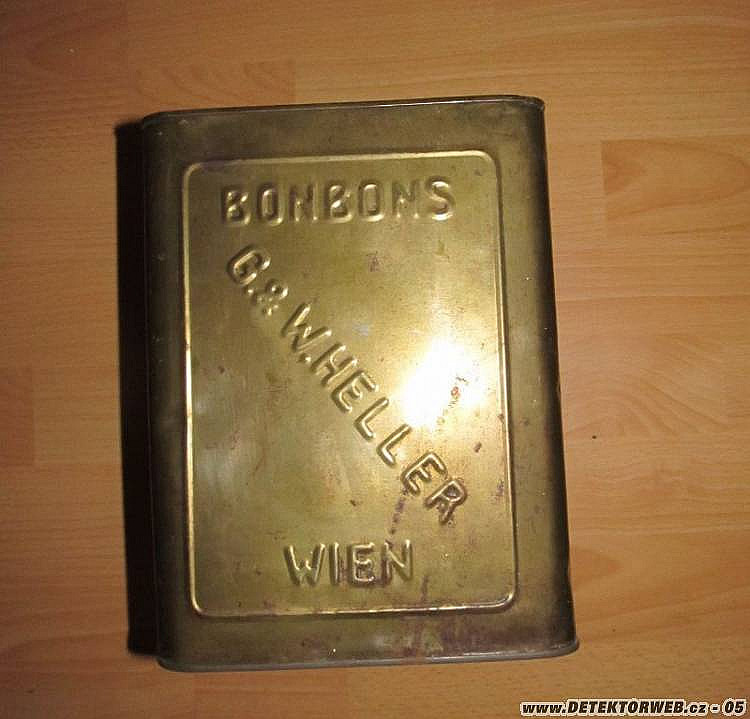 BONBONS
G.& W.HELLER
WIEN
www.DETEKTORWEB.cz - 05